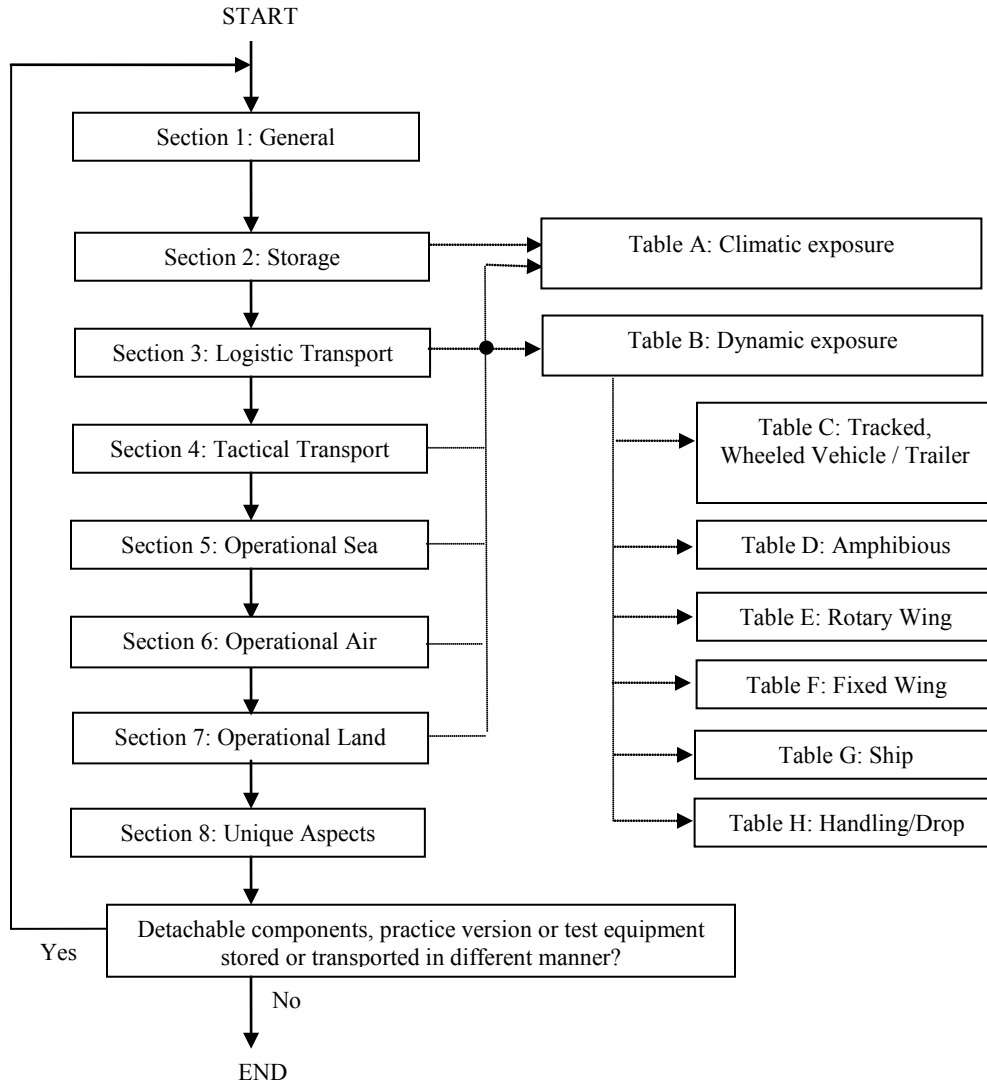 START
Section 1: General
Section 2: Storage
Section 3: Logistic Transport
Section 4: Tactical Transport
Section 5: Operational Sea
Section 6: Operational Air
Section 7: Operational Land
Section 8: Unique Aspects
Detachable components, practice version or test equipment
stored or transported in different manner?
Yes
No
END
Table A: Climatic exposure
Table B: Dynamic exposure
Table C: Tracked,
Wheeled Vehicle / Trailer
Table D: Amphibious
Table E: Rotary Wing
Table F: Fixed Wing
Table G: Ship
Table H: Handling/Drop